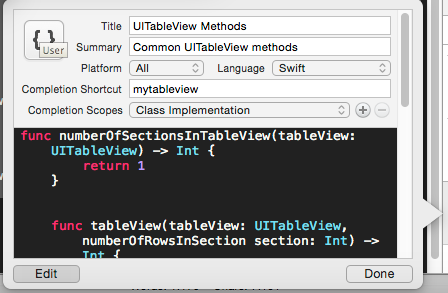 { }
User
Title UITableView Methods
Summary Common UITableView methods
Platform All Language Swift
Completion Shortcut mytableview
Completion Scopes Class Implementation
func numberOfSectionsInTableView(tableView:
UITableView) -> Int {
return 1
}
func tableView(tableView: UITableView,
numberOfRowsInSection section: Int) ->
Int {
Edit Done